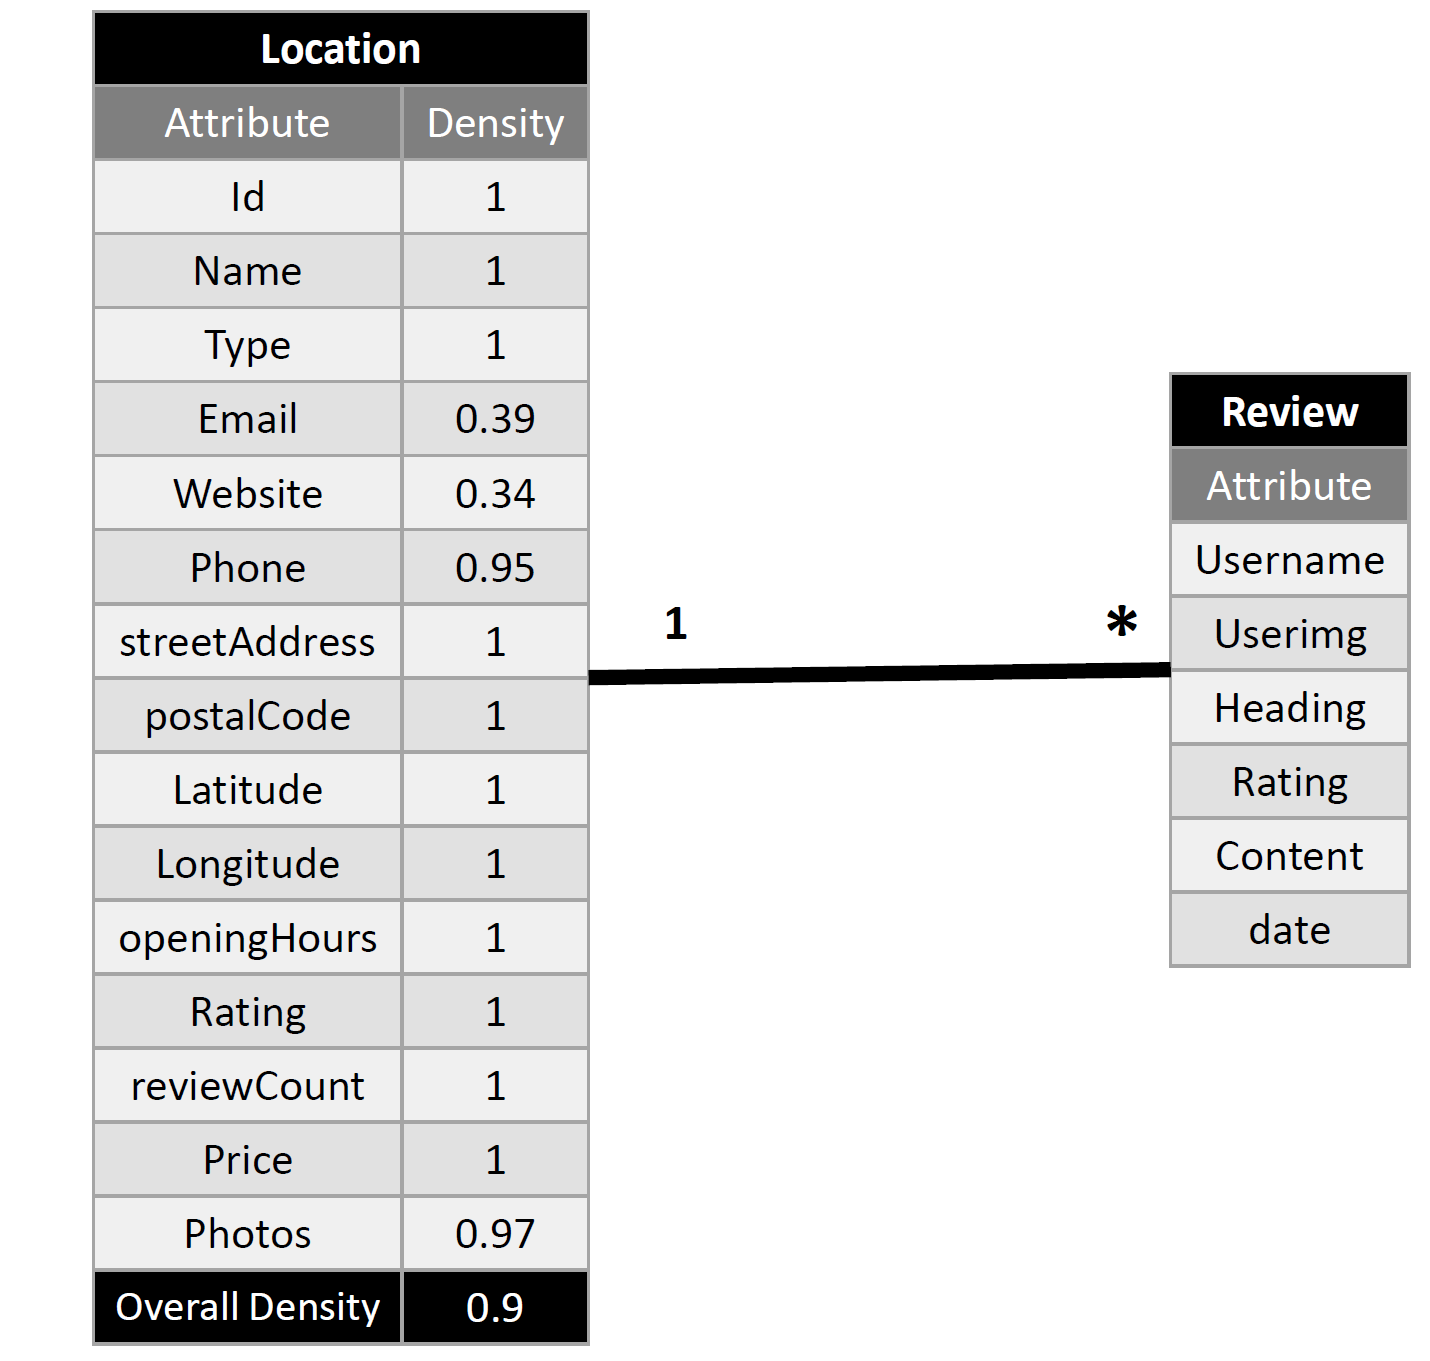 Location
Attribute Density
Id 1
Name 1
Type 1
Email 0.39
Website 0.34
Phone 0.95
streetAddress 1
postalCode 1
Latitude 1
Longitude 1
openingHours 1
Rating 1
reviewCount 1
Price 1
Photos 0.97
Overall Density 0.9
1 *
Review
Attribute
Username
Userimg
Heading
Rating
Content
date